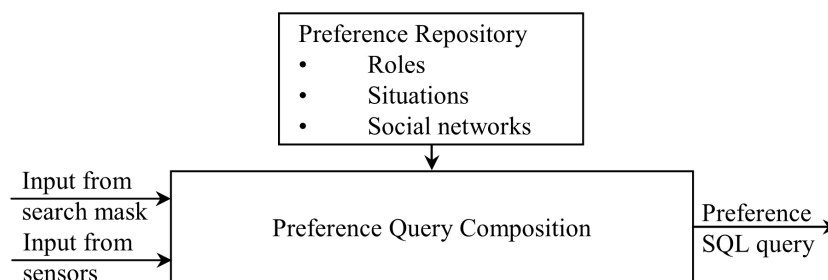 Preference Repository
• Roles
• Situations
• Social networks
Input from
search mask
Input from
sensors
Preference Query Composition
Preference
SQL query